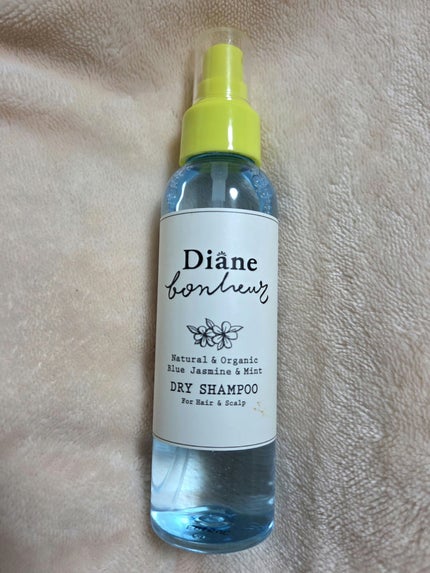 Diane
bonheur
Natural & Organic
Blue Jasmine & Mint
DRY SHAMPOO
For Hair & Scalp